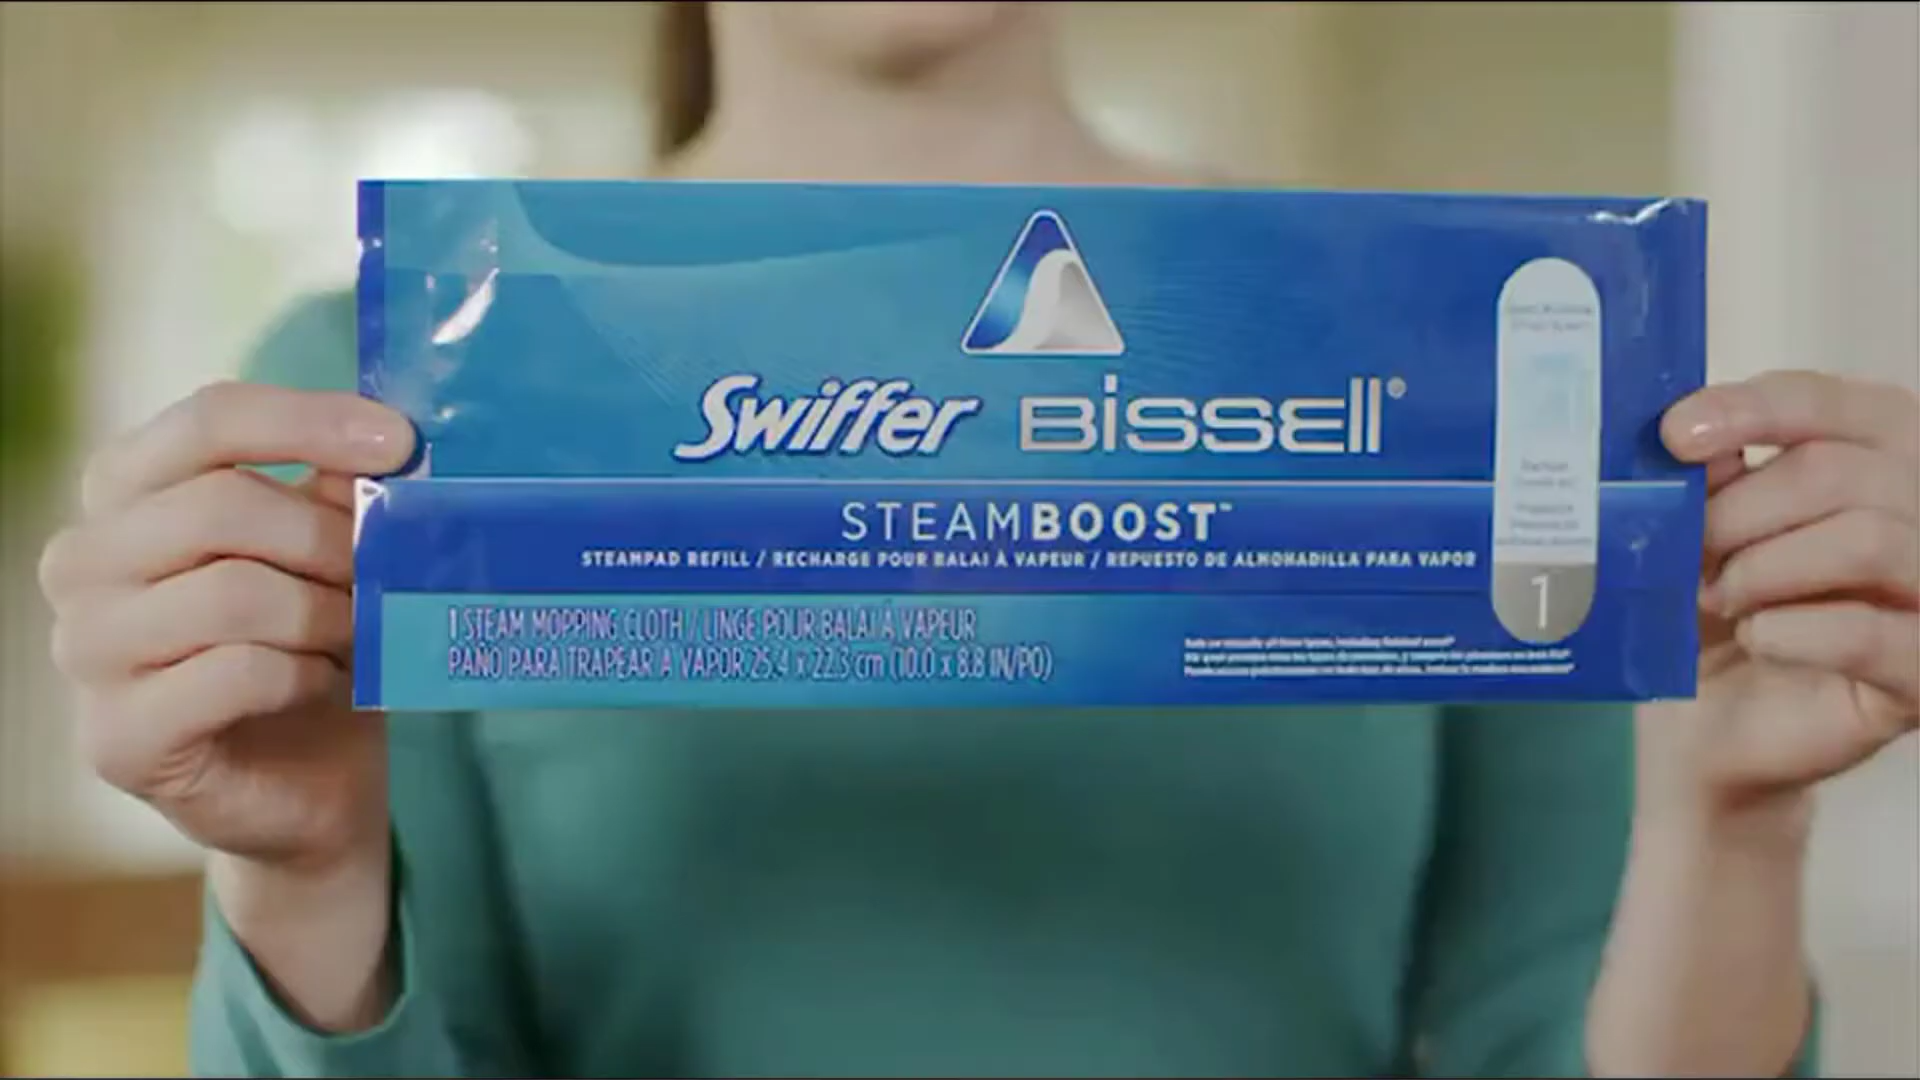 Swiffer BISSELL®
STEAMBOOST™
STEAMPAD REFILL / RECHARGE POUR BALAI À VAPEUR / REPUESTO DE ALMOHADILLA PARA VAPOR
1 STEAM MOPPING CLOTH / LINGE POUR BALAI À VAPEUR
PAÑO PARA TRAPEAR A VAPOR 25.4 x 22.3 cm (10.0 x 8.8 IN/PO)
1